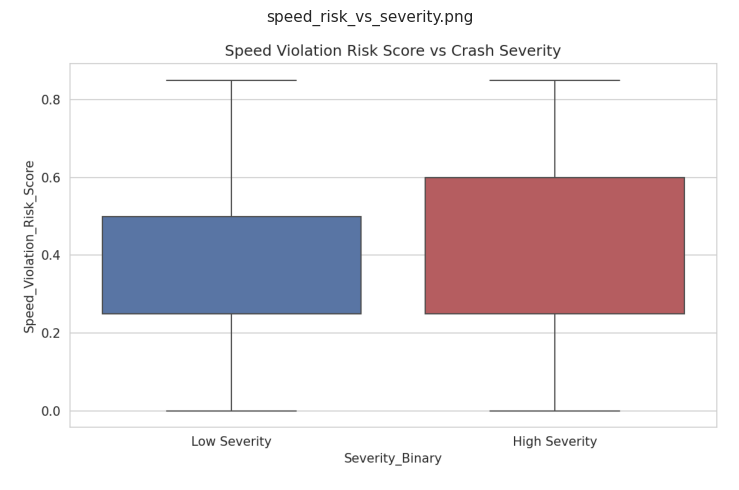 speed_risk_vs_severity.png
Speed Violation Risk Score vs Crash Severity
Speed_Violation_Risk_Score
0.8
0.6
0.4
0.2
0.0
Low Severity
High Severity
Severity_Binary